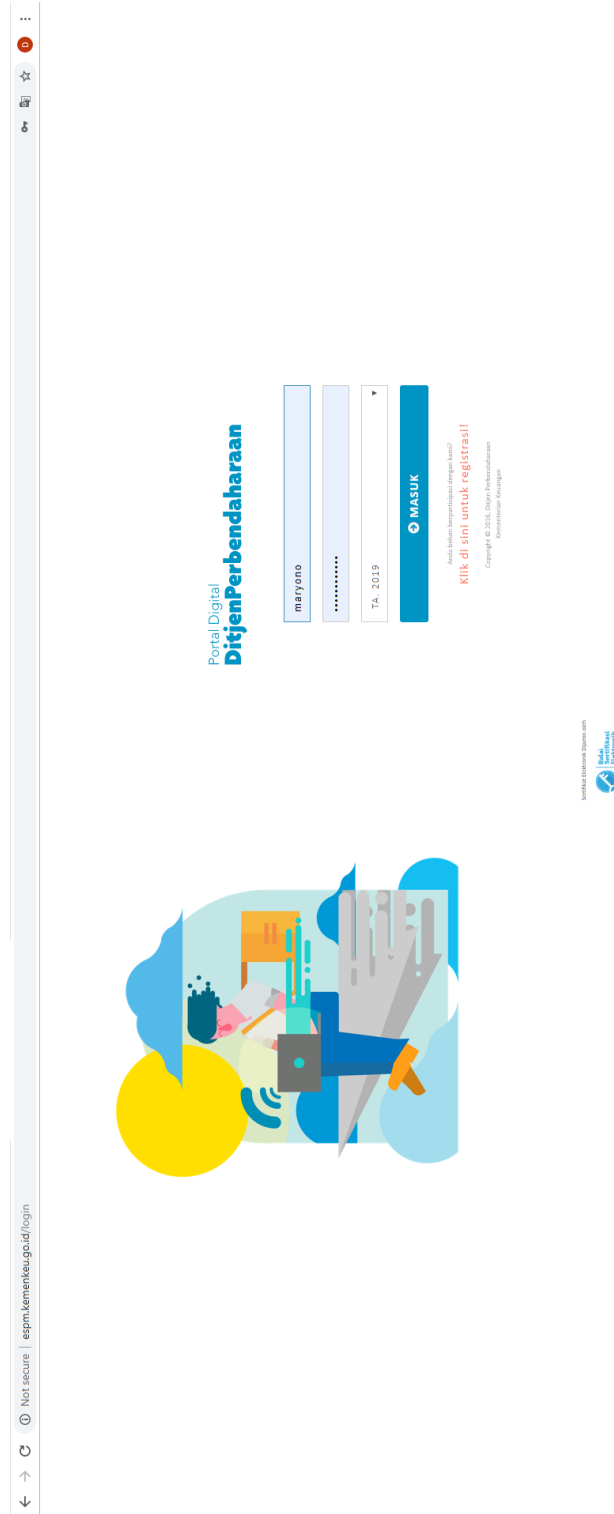 Not secure | espm.kemenkeu.go.id/login
D
Portal Digital
DitjenPerbendaharaan
maryono
••••••••••••
TA. 2019
MASUK
Anda belum berpartisipasi dengan kami?
Klik di sini untuk registrasi!
Copyright © 2016, Ditjen Perbendaharaan
Kementerian Keuangan
Sertifikat Elektronik Dijamin oleh
Balai
Sertifikasi
Elektronik